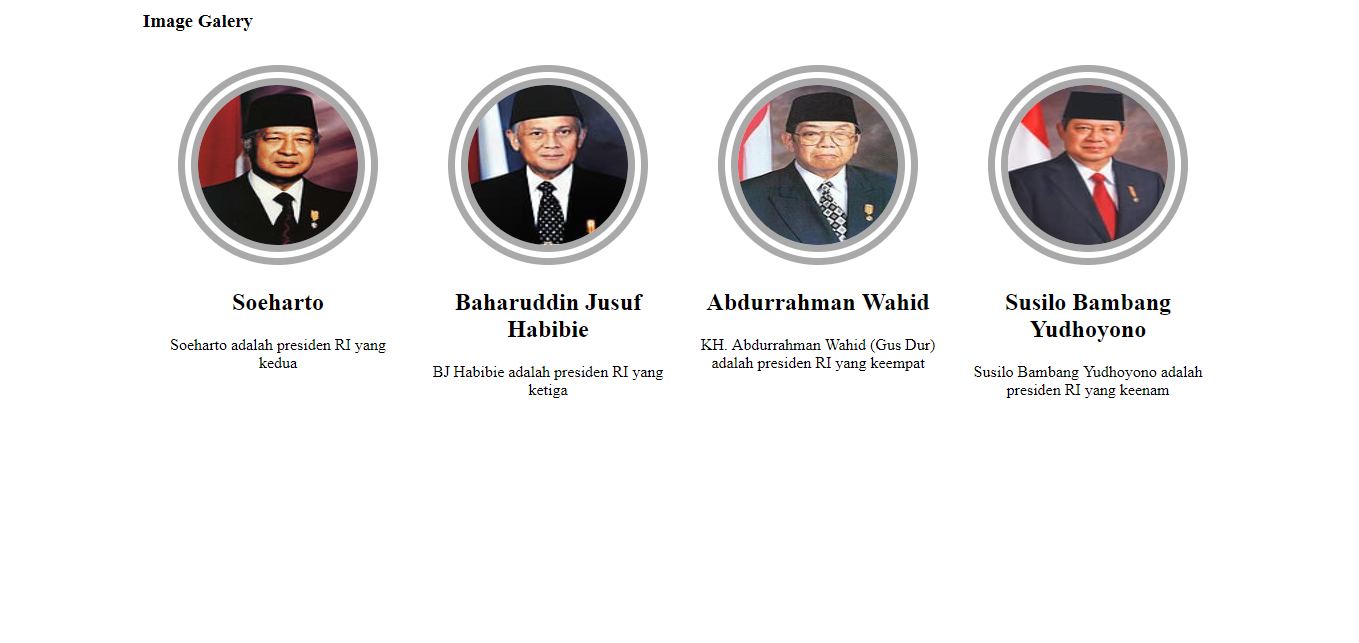 Image Galery
Soeharto
Soeharto adalah presiden RI yang
kedua
Baharuddin Jusuf
Habibie
BJ Habibie adalah presiden RI yang
ketiga
Abdurrahman Wahid
KH. Abdurrahman Wahid (Gus Dur)
adalah presiden RI yang keempat
Susilo Bambang
Yudhoyono
Susilo Bambang Yudhoyono adalah
presiden RI yang keenam